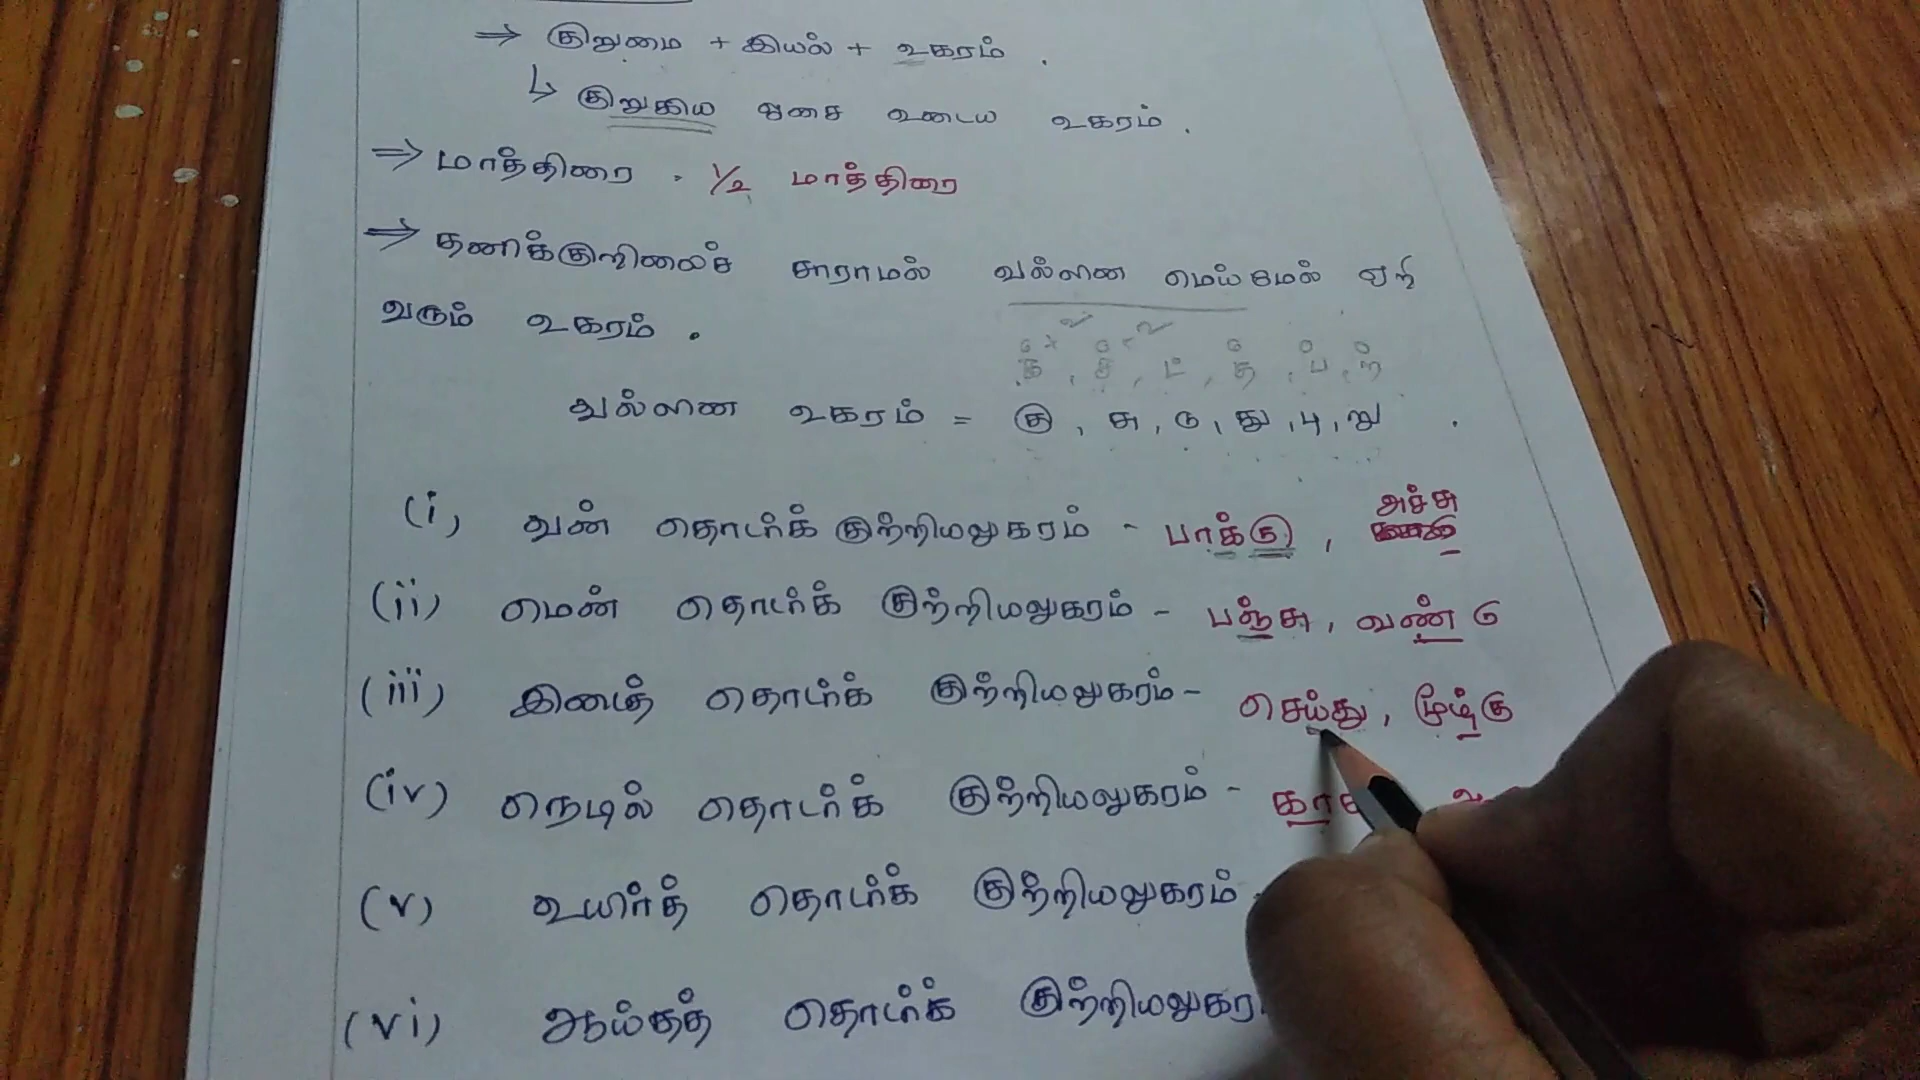 ⇒ குறுமை + இயல் + உகரம் .
↳ குறுகிய ஓசை உடைய உகரம் .
⇒ மாத்திரை - 1/2 மாத்திரை
⇒ தனிக்குறிலைச் சாராமல் வல்லின மெய்மேல் ஏறி
வரும் உகரம் .
க் , ச் , ட் , த் , ப் , ற்
வல்லின உகரம் = கு , சு , டு , து , பு , று .
(i) வன் தொடர்க் குற்றியலுகரம் - பாக்கு , அச்சு
(ii) மென் தொடர்க் குற்றியலுகரம் - பஞ்சு , வண்டு
(iii) இடைத் தொடர்க் குற்றியலுகரம் - செய்து , மூழ்கு
(iv) நெடில் தொடர்க் குற்றியலுகரம் -
(v) உயிர்த் தொடர்க் குற்றியலுகரம்
(vi) ஆய்தத் தொடர்க் குற்றியலுகர